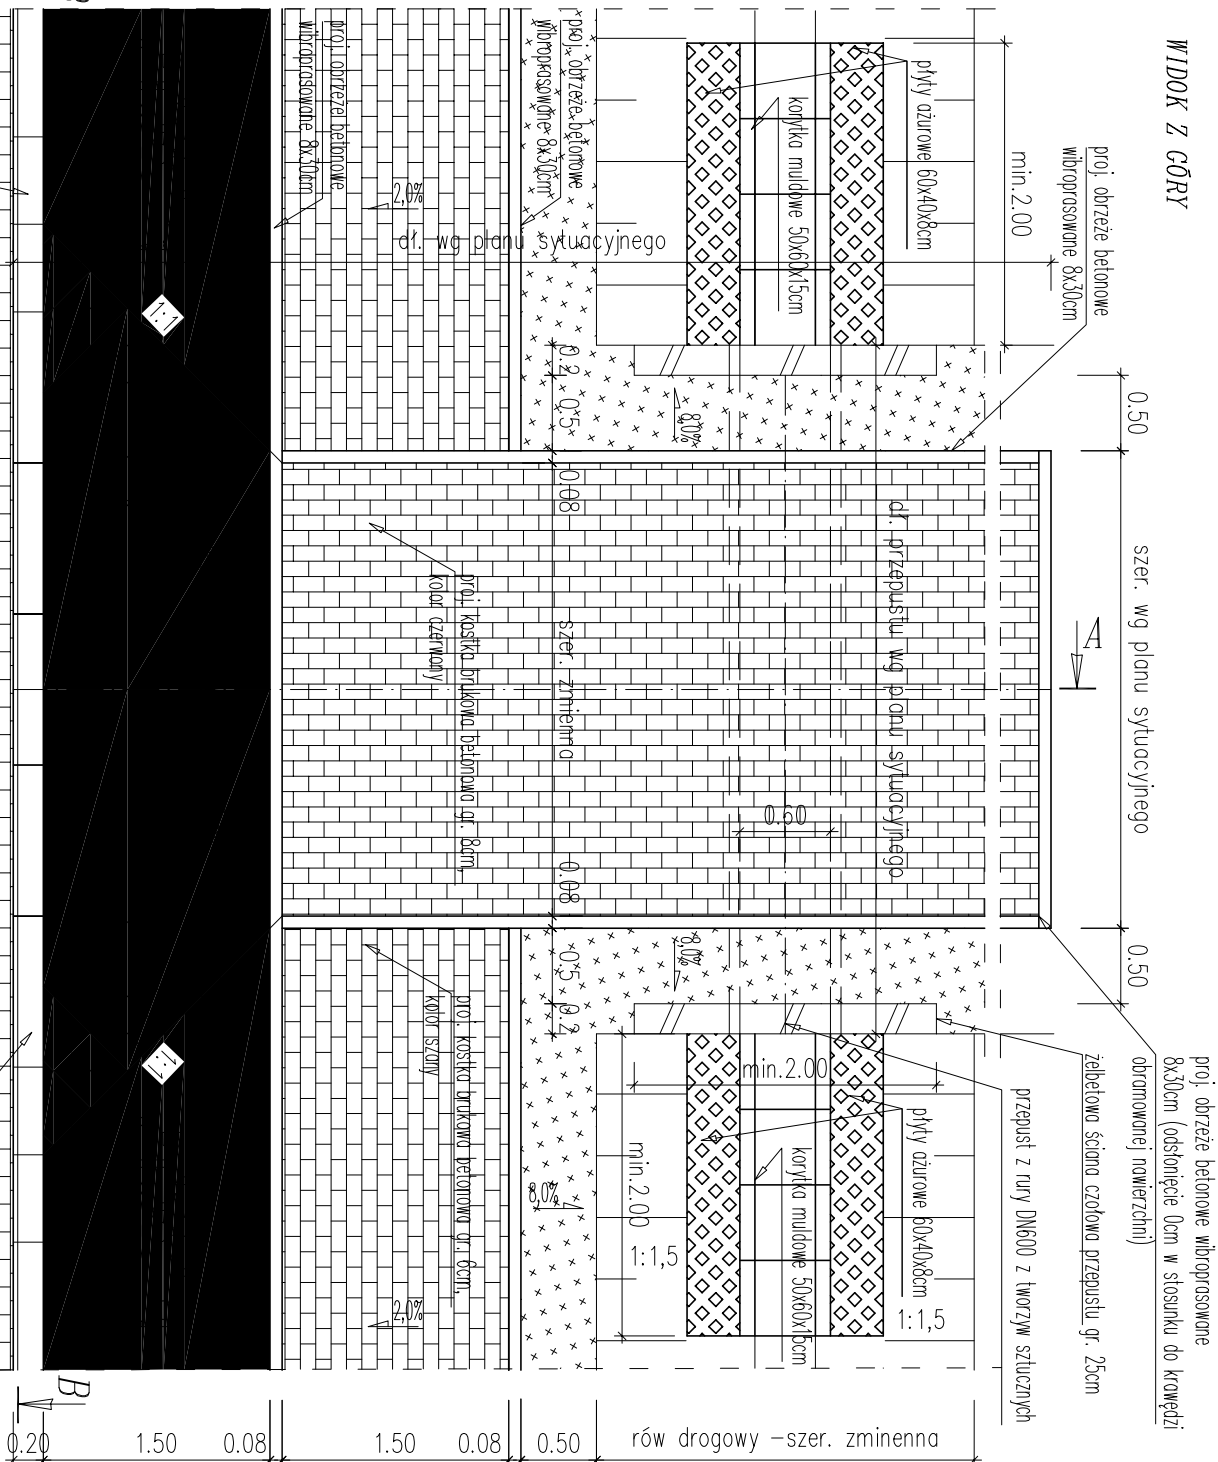 WIDOK Z GÓRY
proj. obrzeże betonowe wibroprasowane
8x30cm (odsłonięcie 0cm w stosunku do krawędzi
obramowanej nawierzchni)
proj. obrzeże betonowe
wibroprasowane 8x30cm
0.50
szer. wg planu sytuacyjnego
0.50
A
żelbetowa ściana czołowa przepustu gr. 25cm
przepust z rury DN600 z tworzyw sztucznych
min.2.00
płyty ażurowe 60x40x8cm
korytka muldowe 50x60x15cm
dł. przepustu wg planu sytuacyjnego
0.60
płyty ażurowe 60x40x8cm
korytka muldowe 50x60x15cm
1:1,5
min.2.00
min.2.00
1:1,5
8,0%
8,0%
8,0%
dł. wg planu sytuacyjnego
proj. obrzeże betonowe
wibroprasowane 8x30cm
0.2
0.5
0.08
szer. zmienna
0.08
0.5
0.2
2,0%
proj. kostka brukowa betonowa gr. 8cm,
kolor czerwony
proj. kostka brukowa betonowa gr. 6cm,
kolor szary
2,0%
proj. obrzeże betonowe
wibroprasowane 8x30cm
1:1
1:1
B
0.20
1.50
0.08
1.50
0.08
0.50
rów drogowy -szer. zminenna